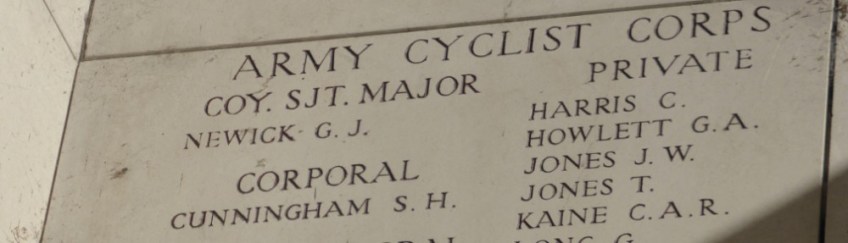 ARMY CYCLIST CORPS
COY. SJT. MAJOR
NEWICK G. J.
CORPORAL
CUNNINGHAM S. H.
PRIVATE
HARRIS C.
HOWLETT G. A.
JONES J. W.
JONES T.
KAINE C. A. R.